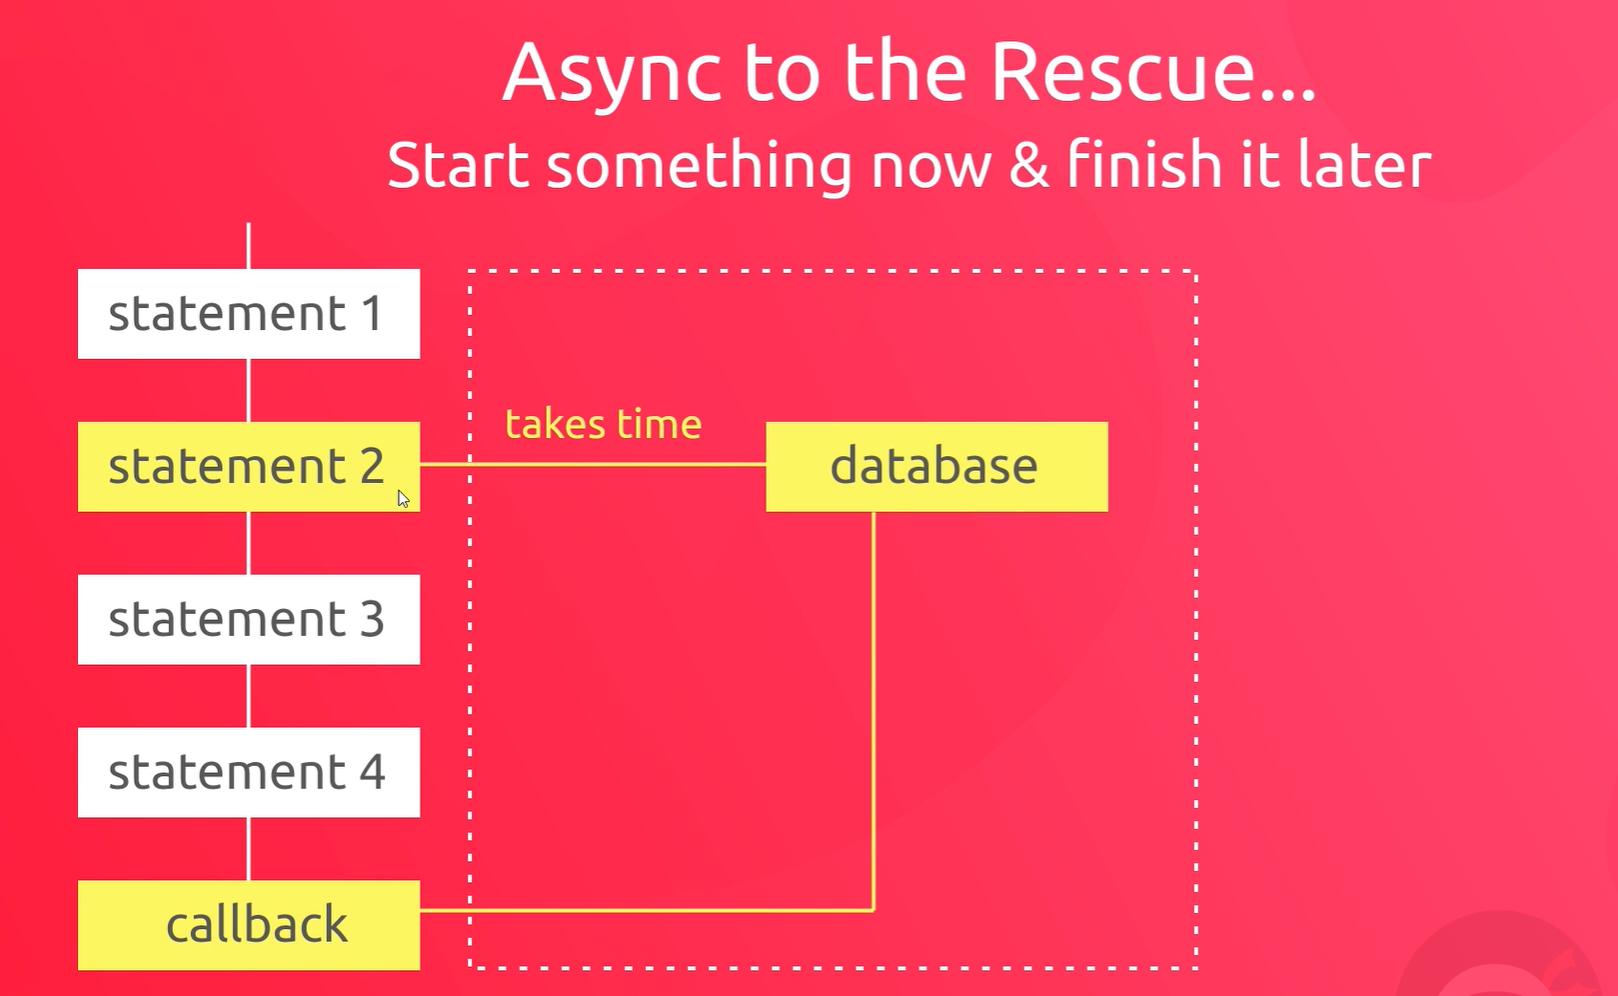 Async to the Rescue...
Start something now & finish it later
statement 1
takes time
statement 2
database
statement 3
statement 4
callback